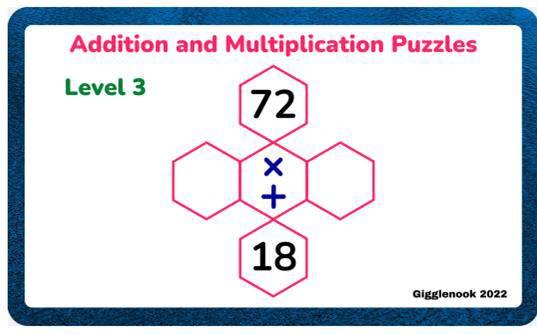 Addition and Multiplication Puzzles
Level 3
72
×
+
18
Gigglenook 2022